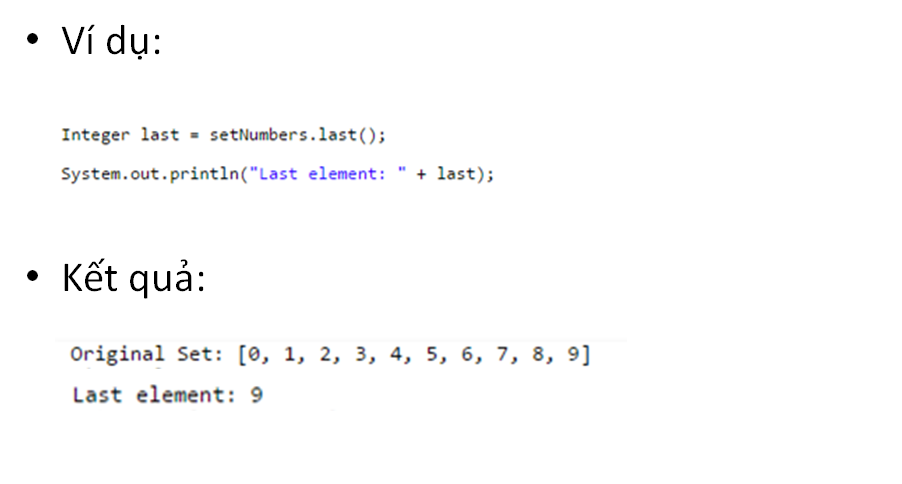 • Ví dụ:
Integer last = setNumbers.last();
System.out.println("Last element: " + last);
• Kết quả:
Original Set: [0, 1, 2, 3, 4, 5, 6, 7, 8, 9]
Last element: 9